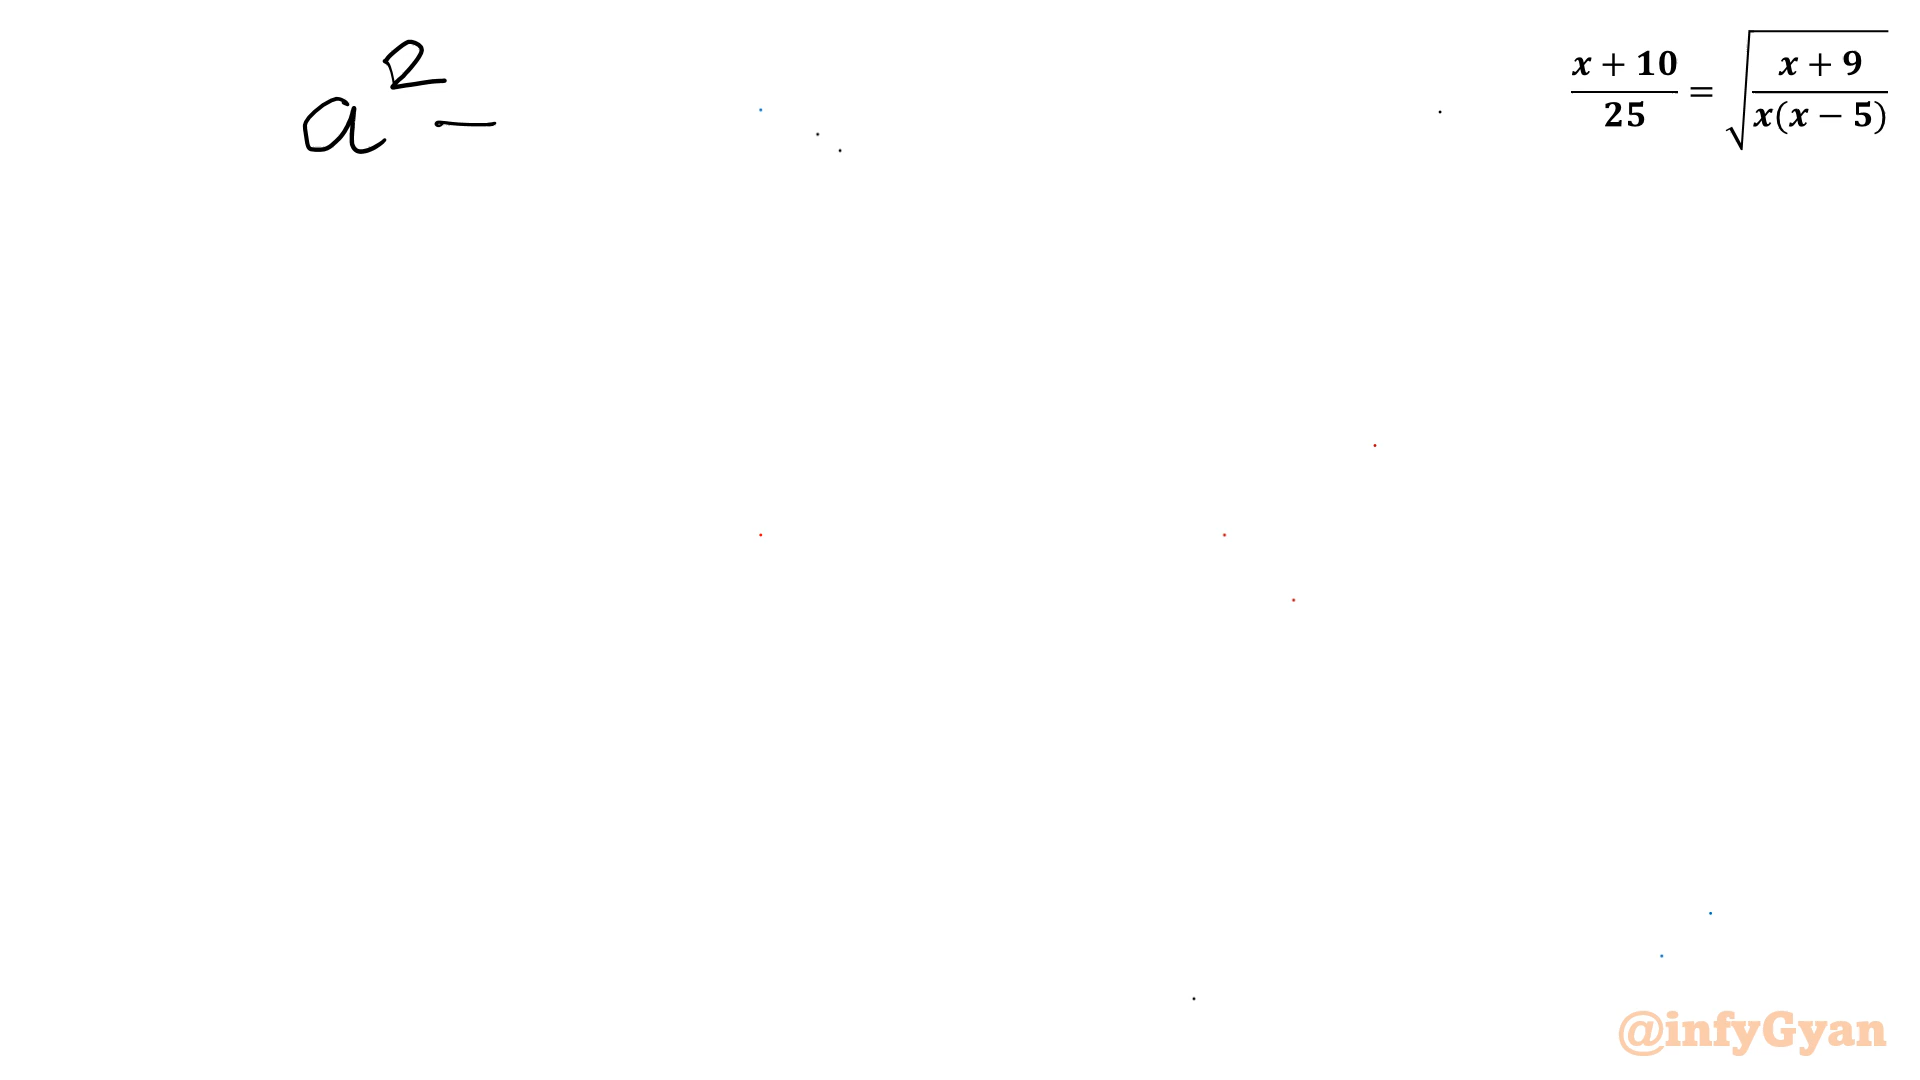 a² −
x + 10 / 25 = √(x + 9 / x(x − 5))
@infyGyan